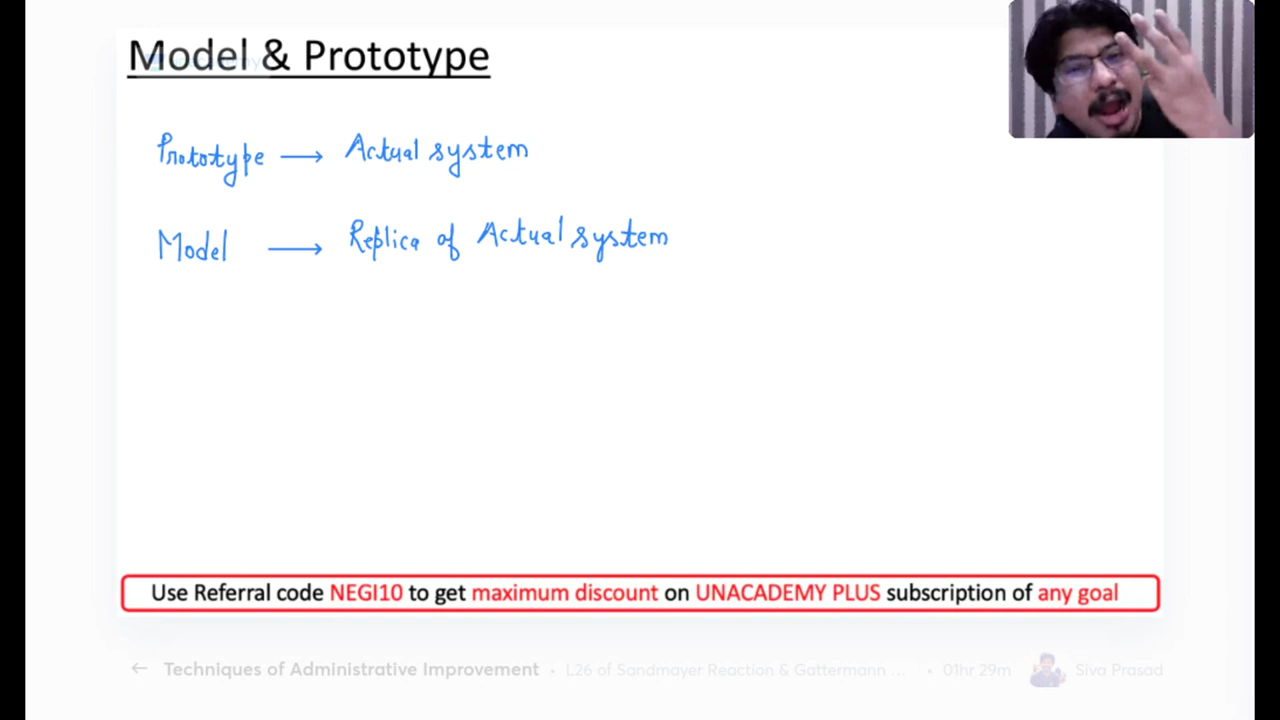 Model & Prototype
Prototype → Actual system
Model → Replica of Actual system
Use Referral code NEGI10 to get maximum discount on UNACADEMY PLUS subscription of any goal
← Techniques of Administrative Improvement • L26 of Sandmayer Reaction & Gattermann ... • 01hr 29m Siva Prasad